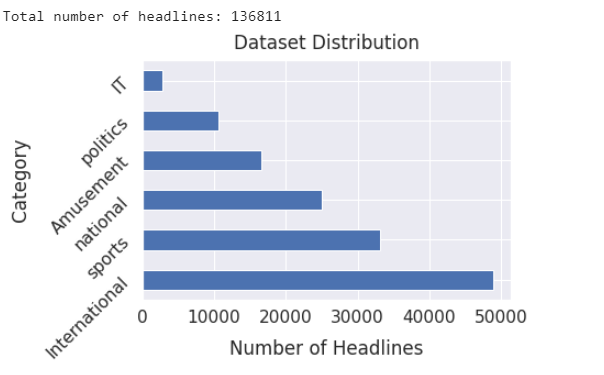 Total number of headlines: 136811
Dataset Distribution
IT
politics
Amusement
national
sports
International
Category
0 10000 20000 30000 40000 50000
Number of Headlines